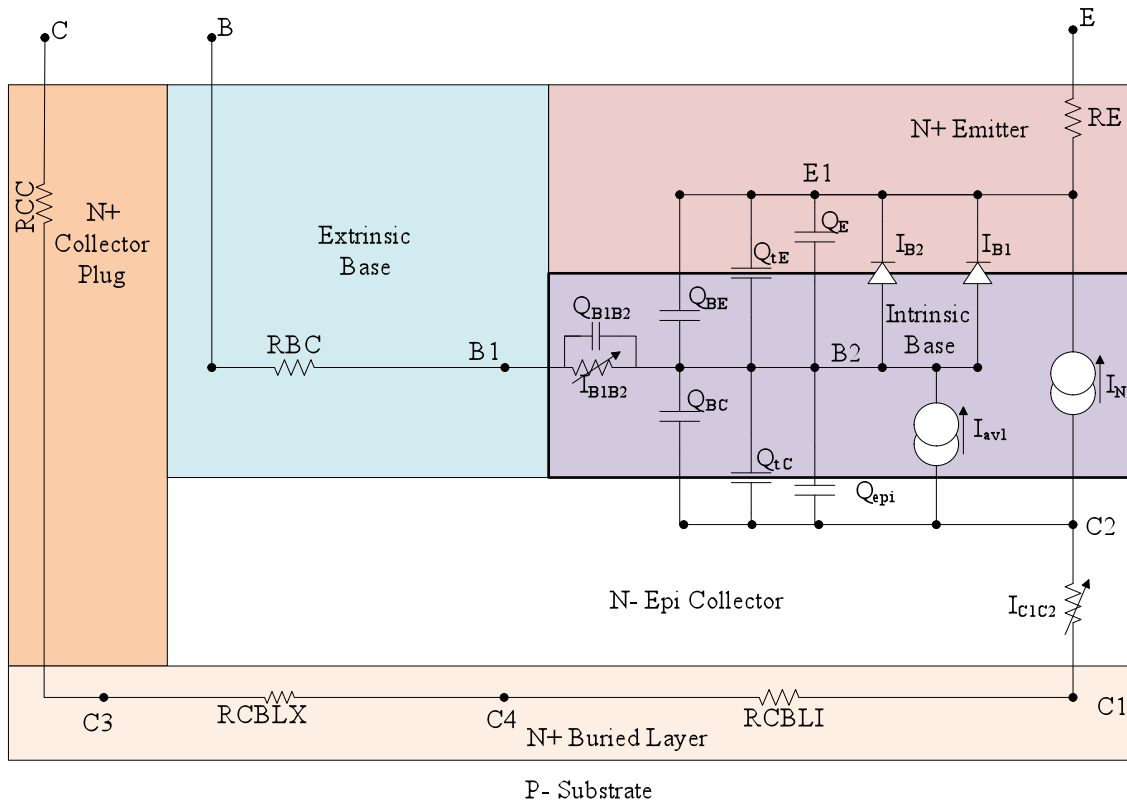 C
B
E
RE
N+ Emitter
E1
RCC
N+
Collector
Plug
Extrinsic
Base
QE
QtE
IB2
IB1
QBE
QB1B2
Intrinsic
Base
RBC
B1
B2
IB1B2
IN
QBC
Iav1
QtC
Qepi
C2
N- Epi Collector
IC1C2
C3
RCBLX
C4
RCBLI
C1
N+ Buried Layer
P- Substrate